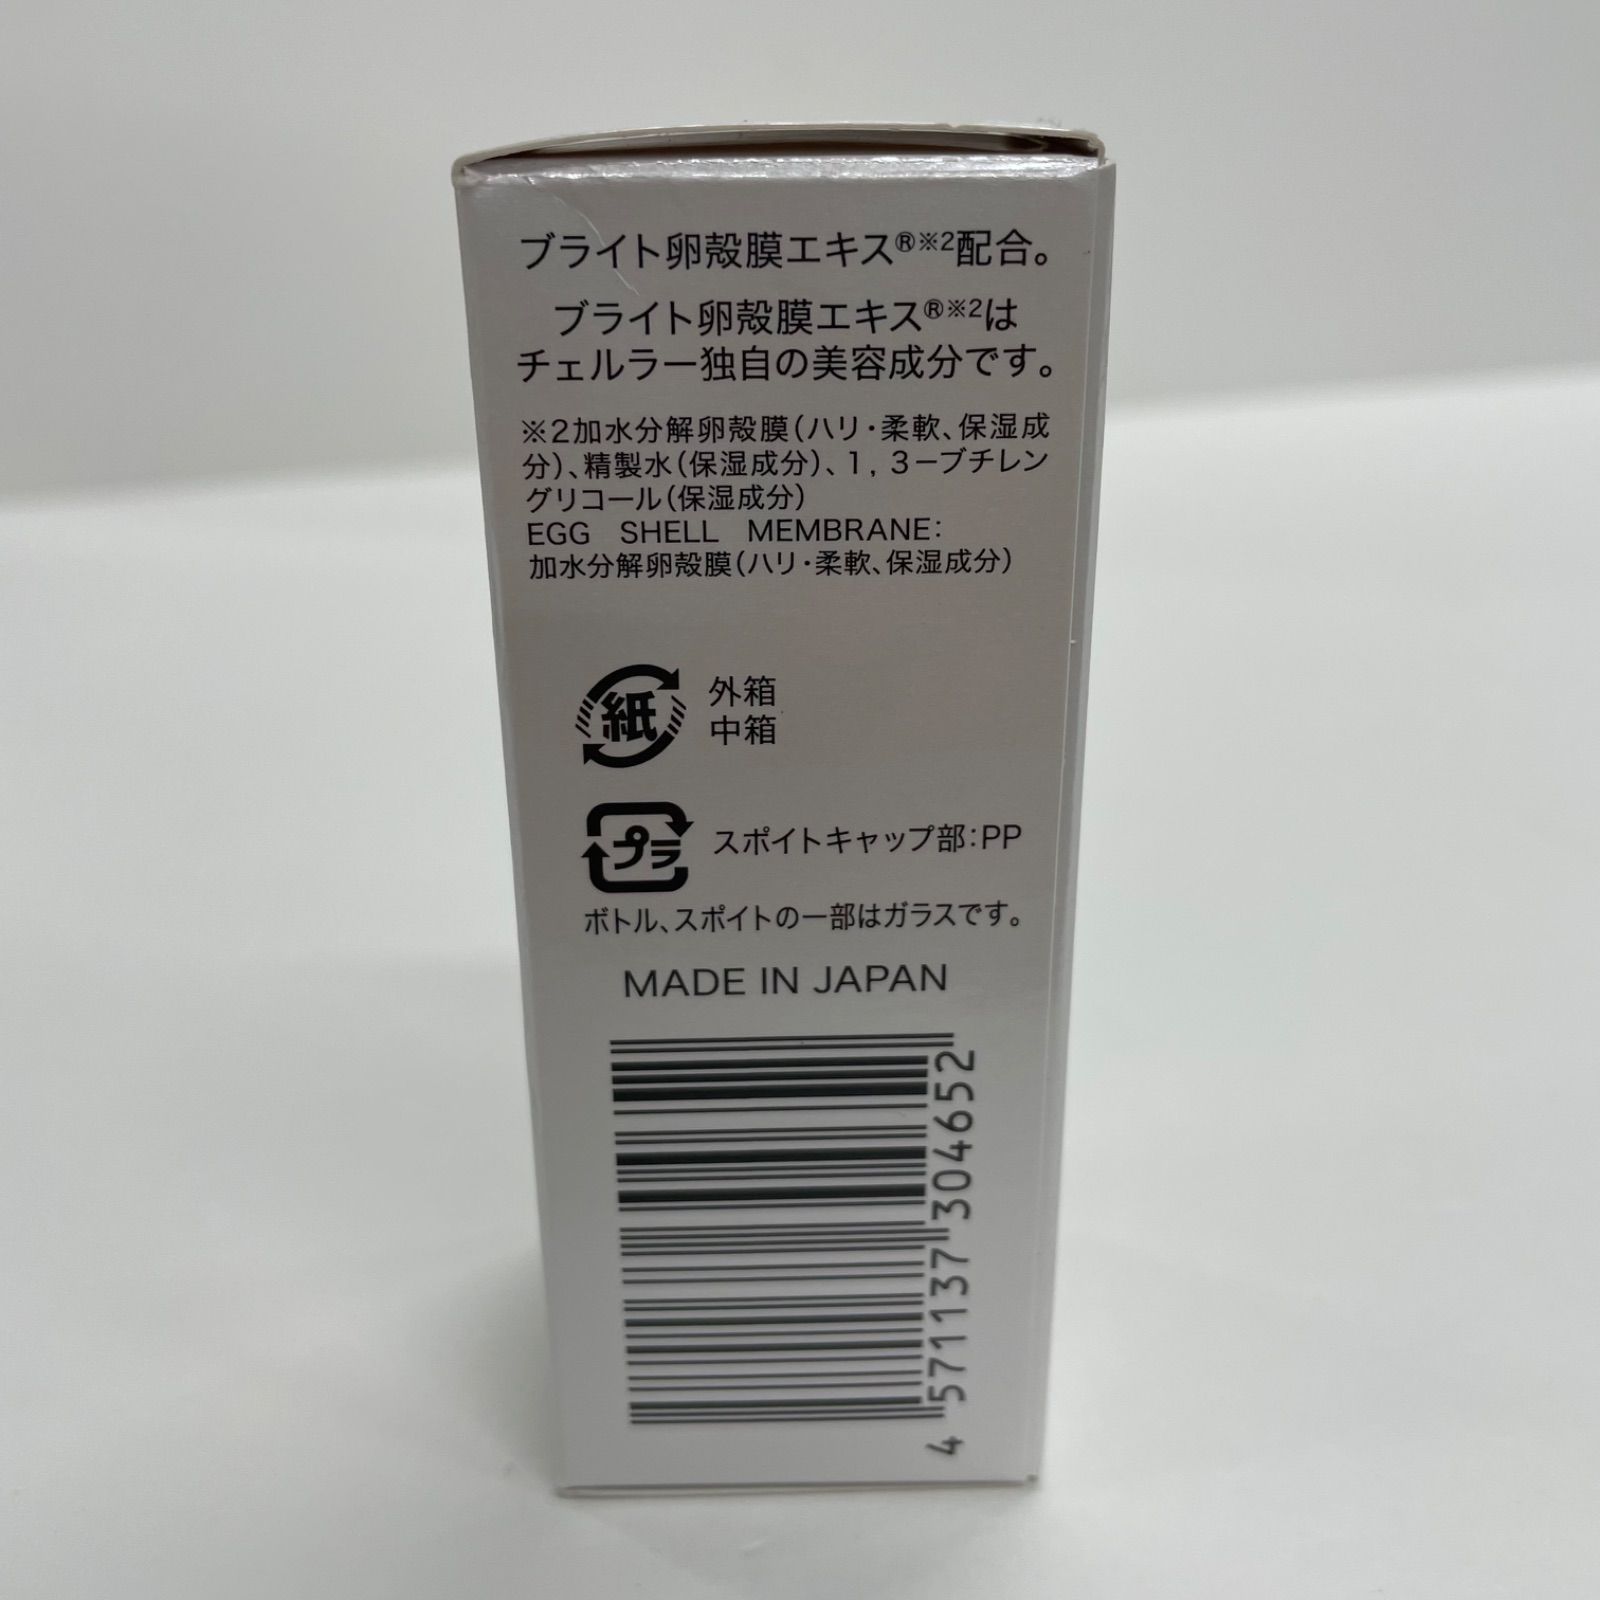 ブライト卵殻膜エキス®※2配合。
ブライト卵殻膜エキス®※2は
チェルラー独自の美容成分です。
※2加水分解卵殻膜(ハリ・柔軟、保湿成
分)、精製水(保湿成分)、1,3－ブチレン
グリコール(保湿成分)
EGG SHELL MEMBRANE:
加水分解卵殻膜(ハリ・柔軟、保湿成分)
紙
外箱
中箱
プラ
スポイトキャップ部:PP
ボトル、スポイトの一部はガラスです。
MADE IN JAPAN
4 571137 304652